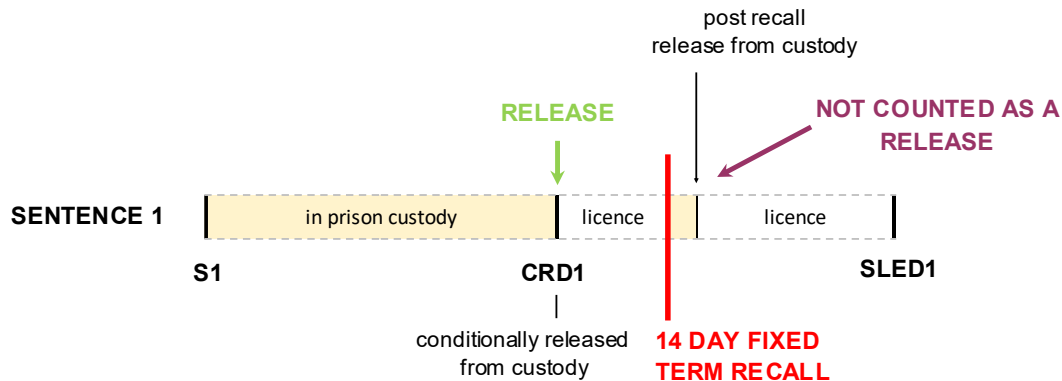 post recall
release from custody
RELEASE
NOT COUNTED AS A
RELEASE
SENTENCE 1
in prison custody
licence
licence
S1
CRD1
SLED1
conditionally released
from custody
14 DAY FIXED
TERM RECALL